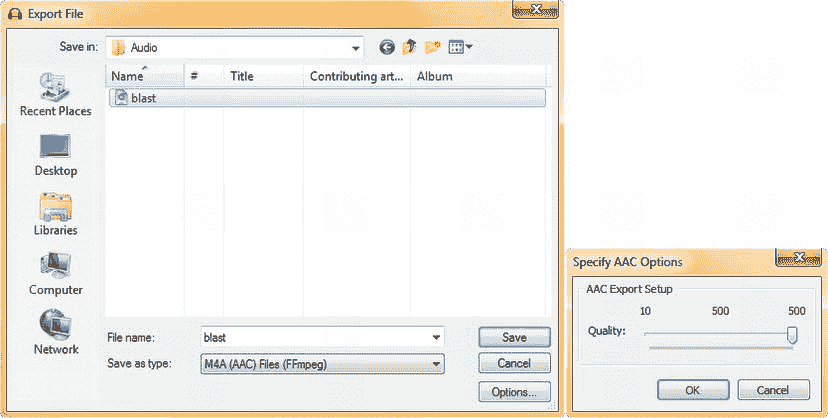 Export File
Save in: Audio
Name # Title Contributing art... Album
blast
Recent Places
Desktop
Libraries
Computer
Network
File name: blast Save
Save as type: M4A (AAC) Files (FFmpeg) Cancel
Options...
Specify AAC Options
AAC Export Setup
10 500 500
Quality:
OK Cancel